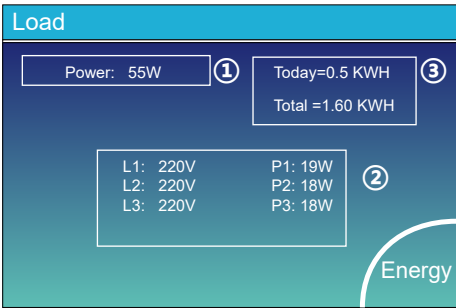 Load
Power: 55W ①
Today=0.5 KWH ③
Total =1.60 KWH
L1: 220V P1: 19W ②
L2: 220V P2: 18W
L3: 220V P3: 18W
Energy